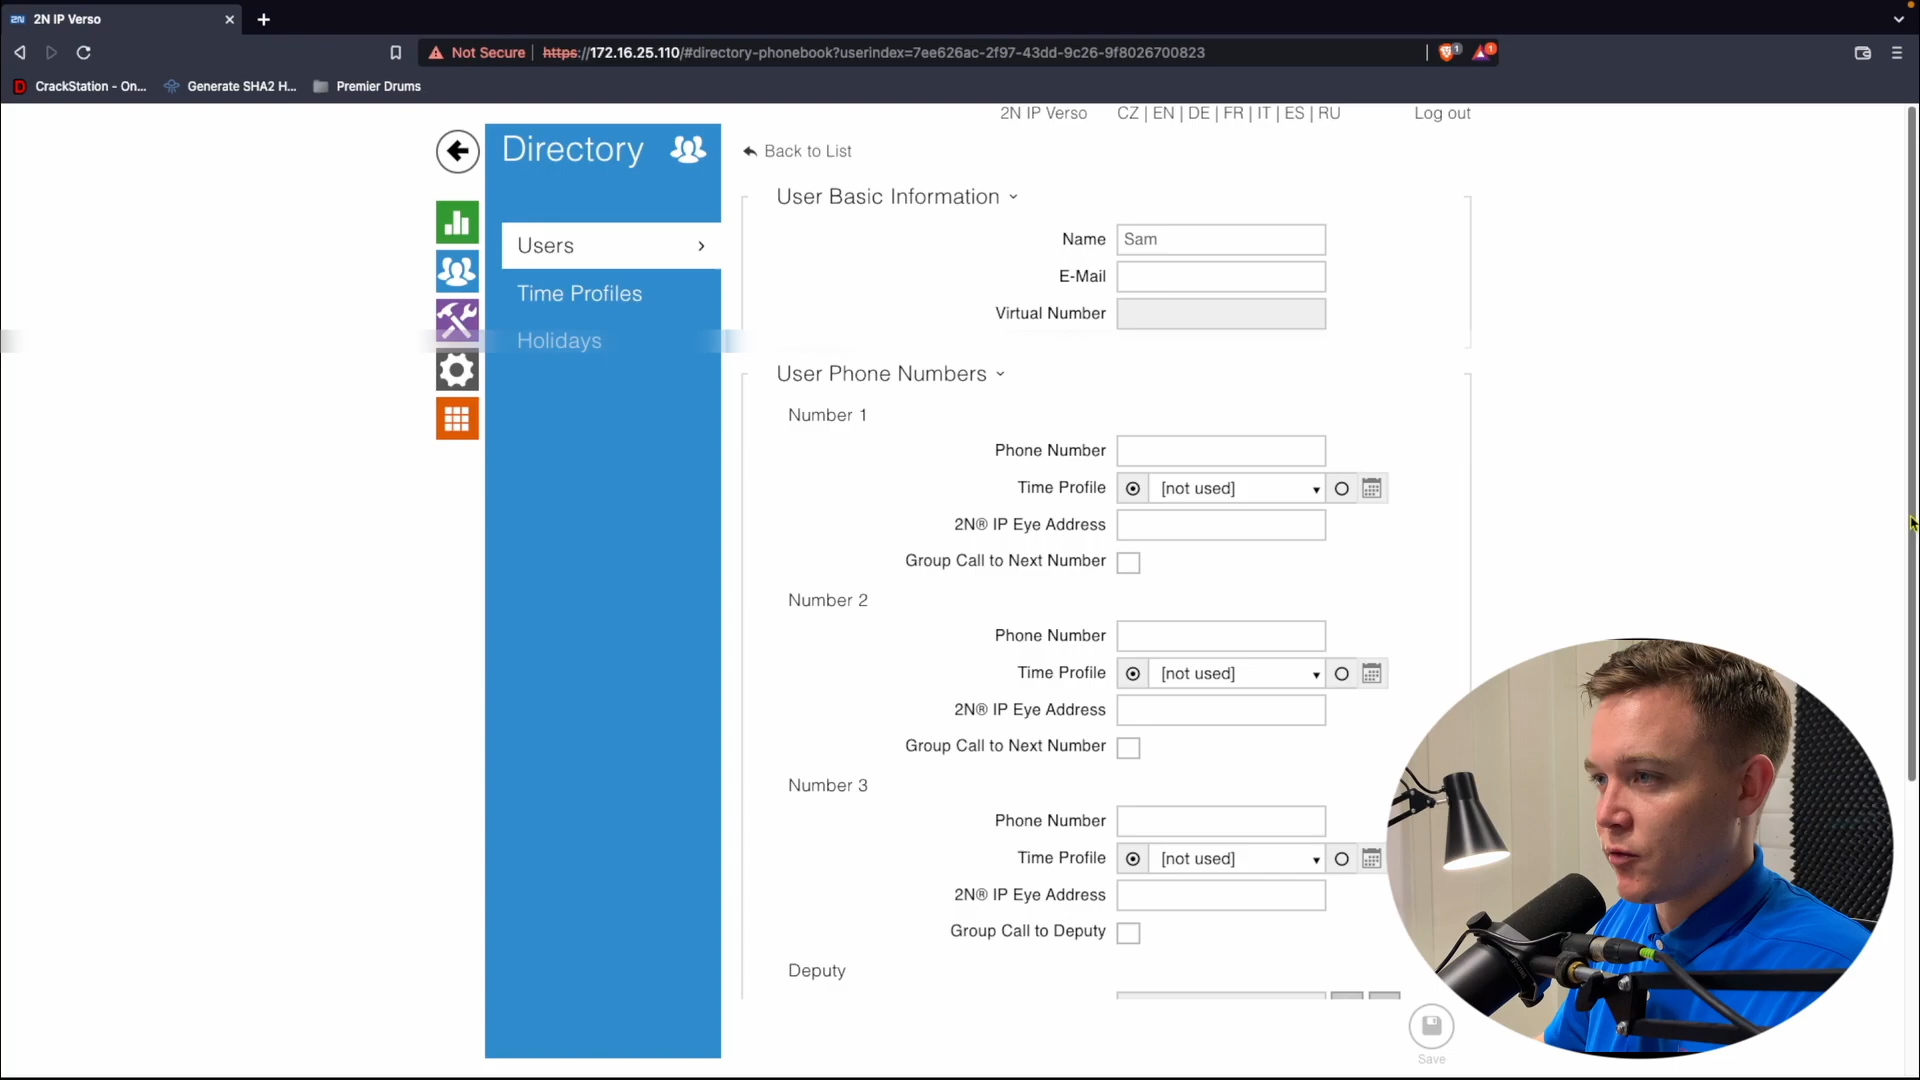 2N IP Verso
Not Secure https://172.16.25.110/#directory-phonebook?userindex=7ee626ac-2f97-43dd-9c26-9f8026700823
1
1
CrackStation - On...
Generate SHA2 H...
Premier Drums
2N IP Verso
CZ | EN | DE | FR | IT | ES | RU
Log out
Directory
Back to List
Users
Time Profiles
Holidays
User Basic Information
Name Sam
E-Mail
Virtual Number
User Phone Numbers
Number 1
Phone Number
Time Profile [not used]
2N® IP Eye Address
Group Call to Next Number
Number 2
Phone Number
Time Profile [not used]
2N® IP Eye Address
Group Call to Next Number
Number 3
Phone Number
Time Profile [not used]
2N® IP Eye Address
Group Call to Deputy
Deputy
Save